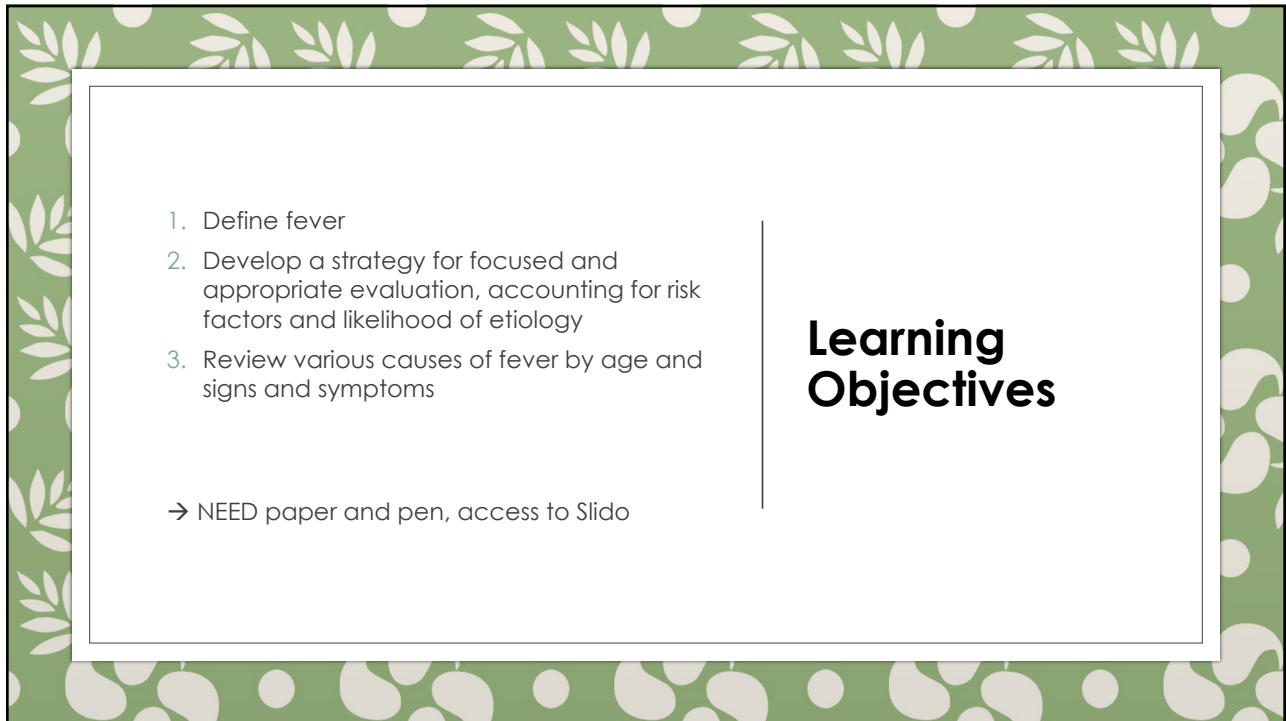 1. Define fever
2. Develop a strategy for focused and
appropriate evaluation, accounting for risk
factors and likelihood of etiology
3. Review various causes of fever by age and
signs and symptoms
→ NEED paper and pen, access to Slido
Learning
Objectives